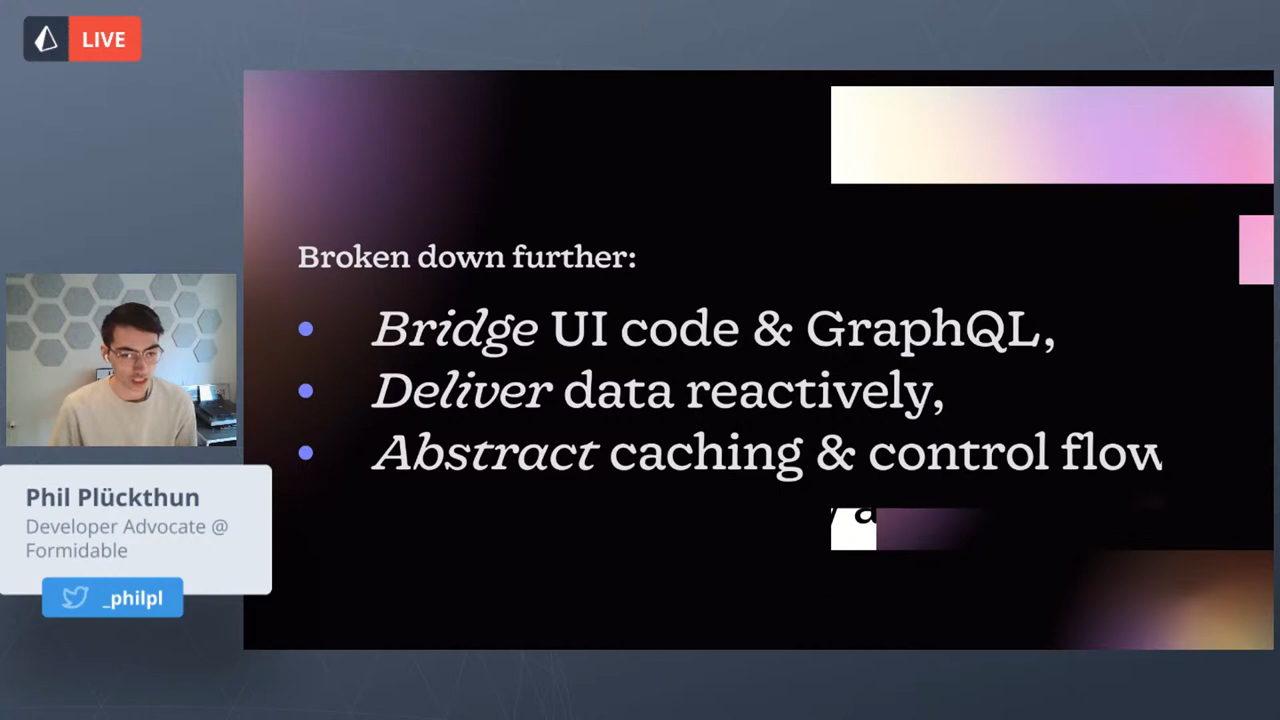 LIVE
Broken down further:
Bridge UI code & GraphQL,
Deliver data reactively,
Abstract caching & control flow
Phil Plückthun
Developer Advocate @
Formidable
_philpl